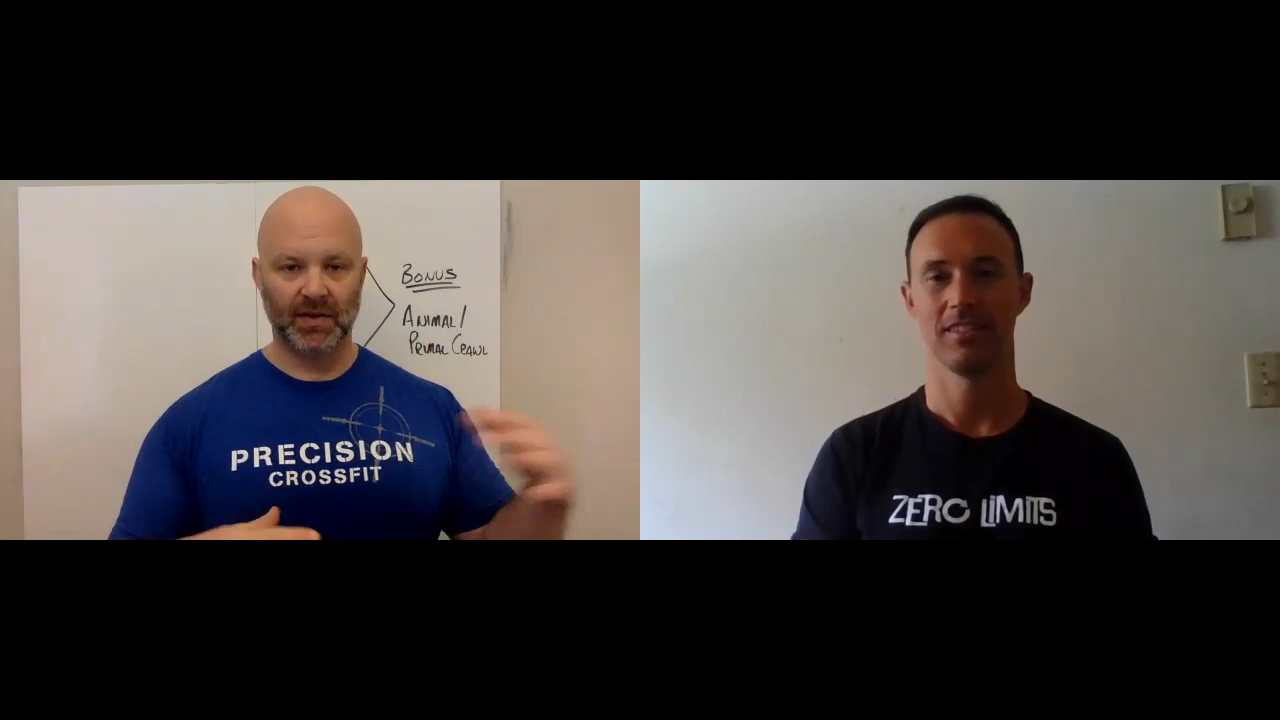 BONUS
ANIMAL/
PRIMAL CRAWL
PRECISION
CROSSFIT
ZERO LIMITS